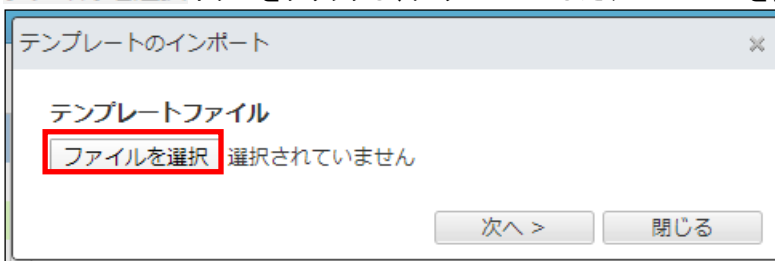 テンプレートのインポート
テンプレートファイル
ファイルを選択 選択されていません
次へ > 閉じる